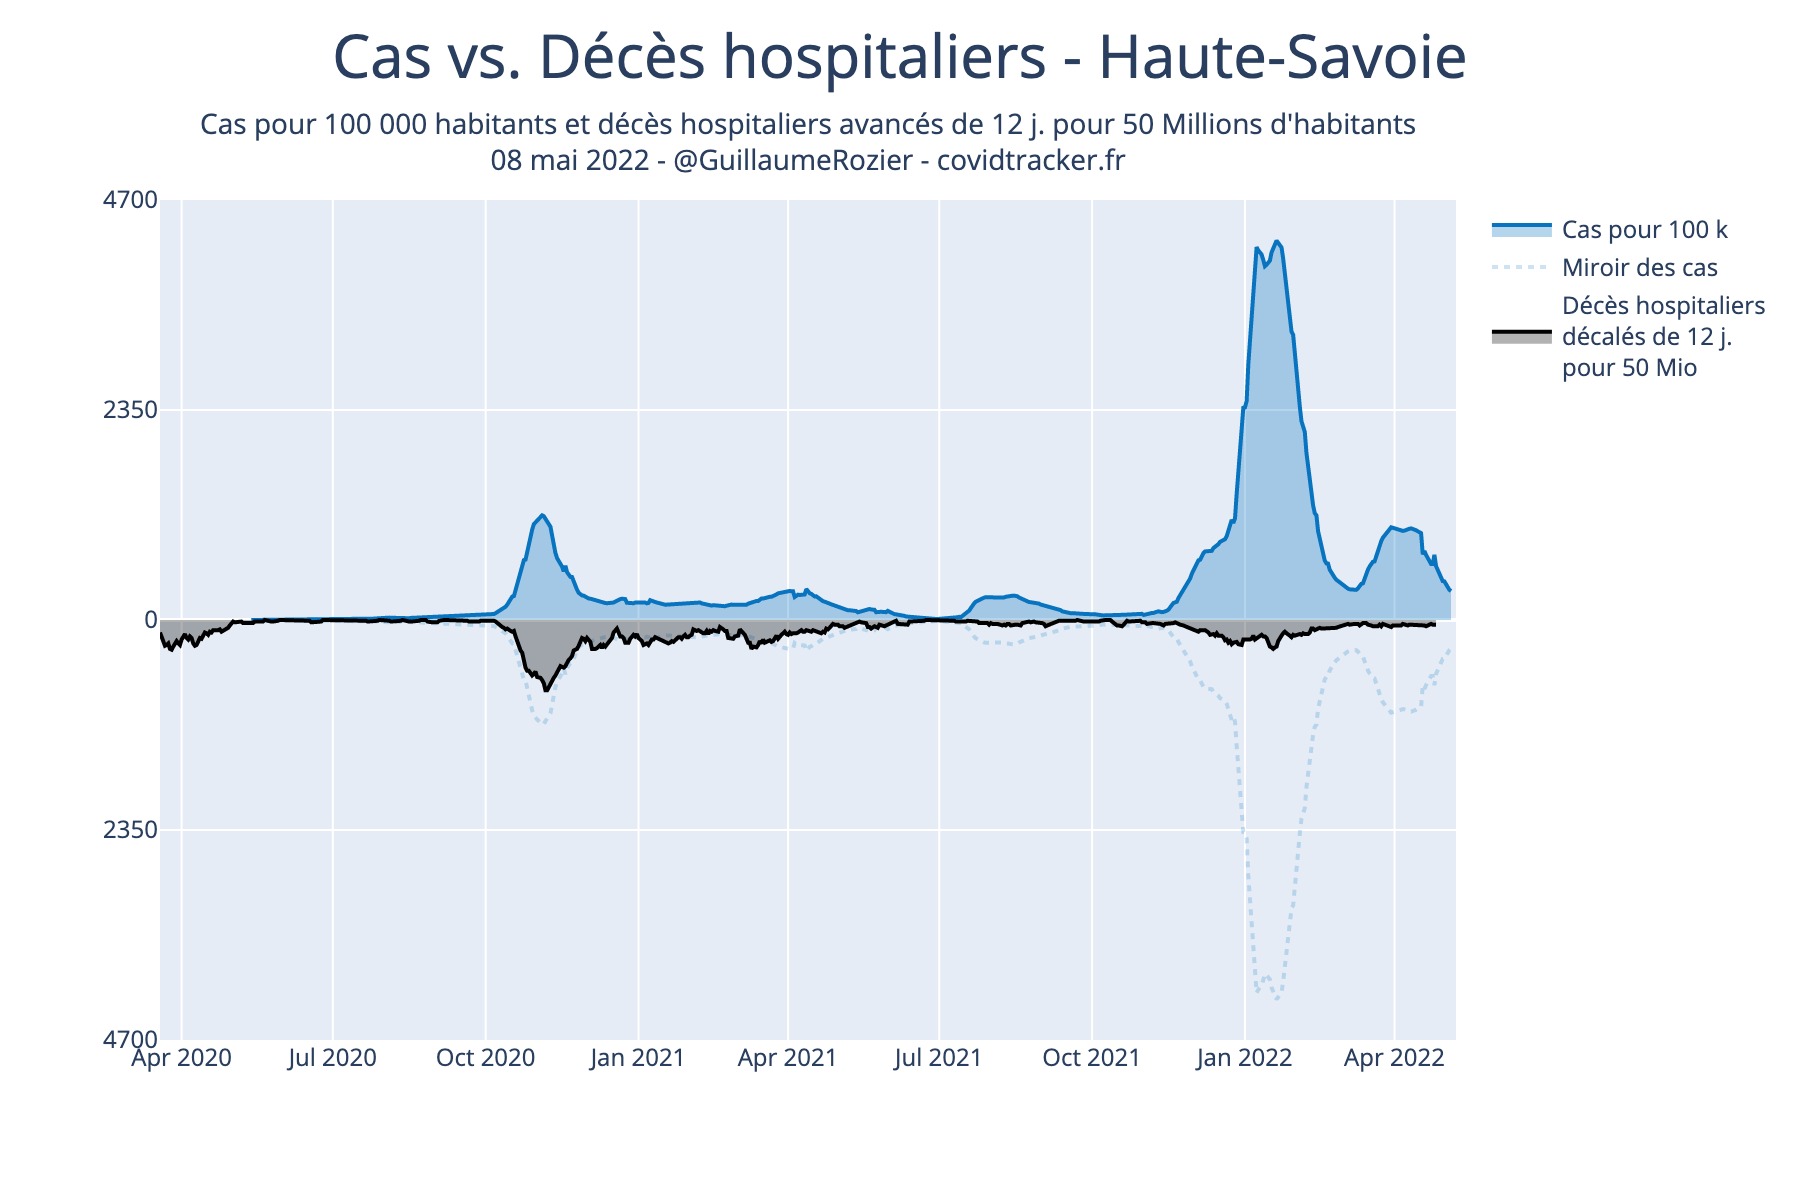 Cas vs. Décès hospitaliers - Haute-Savoie
Cas pour 100 000 habitants et décès hospitaliers avancés de 12 j. pour 50 Millions d'habitants
08 mai 2022 - @GuillaumeRozier - covidtracker.fr
4700
2350
0
2350
4700
Apr 2020
Jul 2020
Oct 2020
Jan 2021
Apr 2021
Jul 2021
Oct 2021
Jan 2022
Apr 2022
Cas pour 100 k
Miroir des cas
Décès hospitaliers
décalés de 12 j.
pour 50 Mio